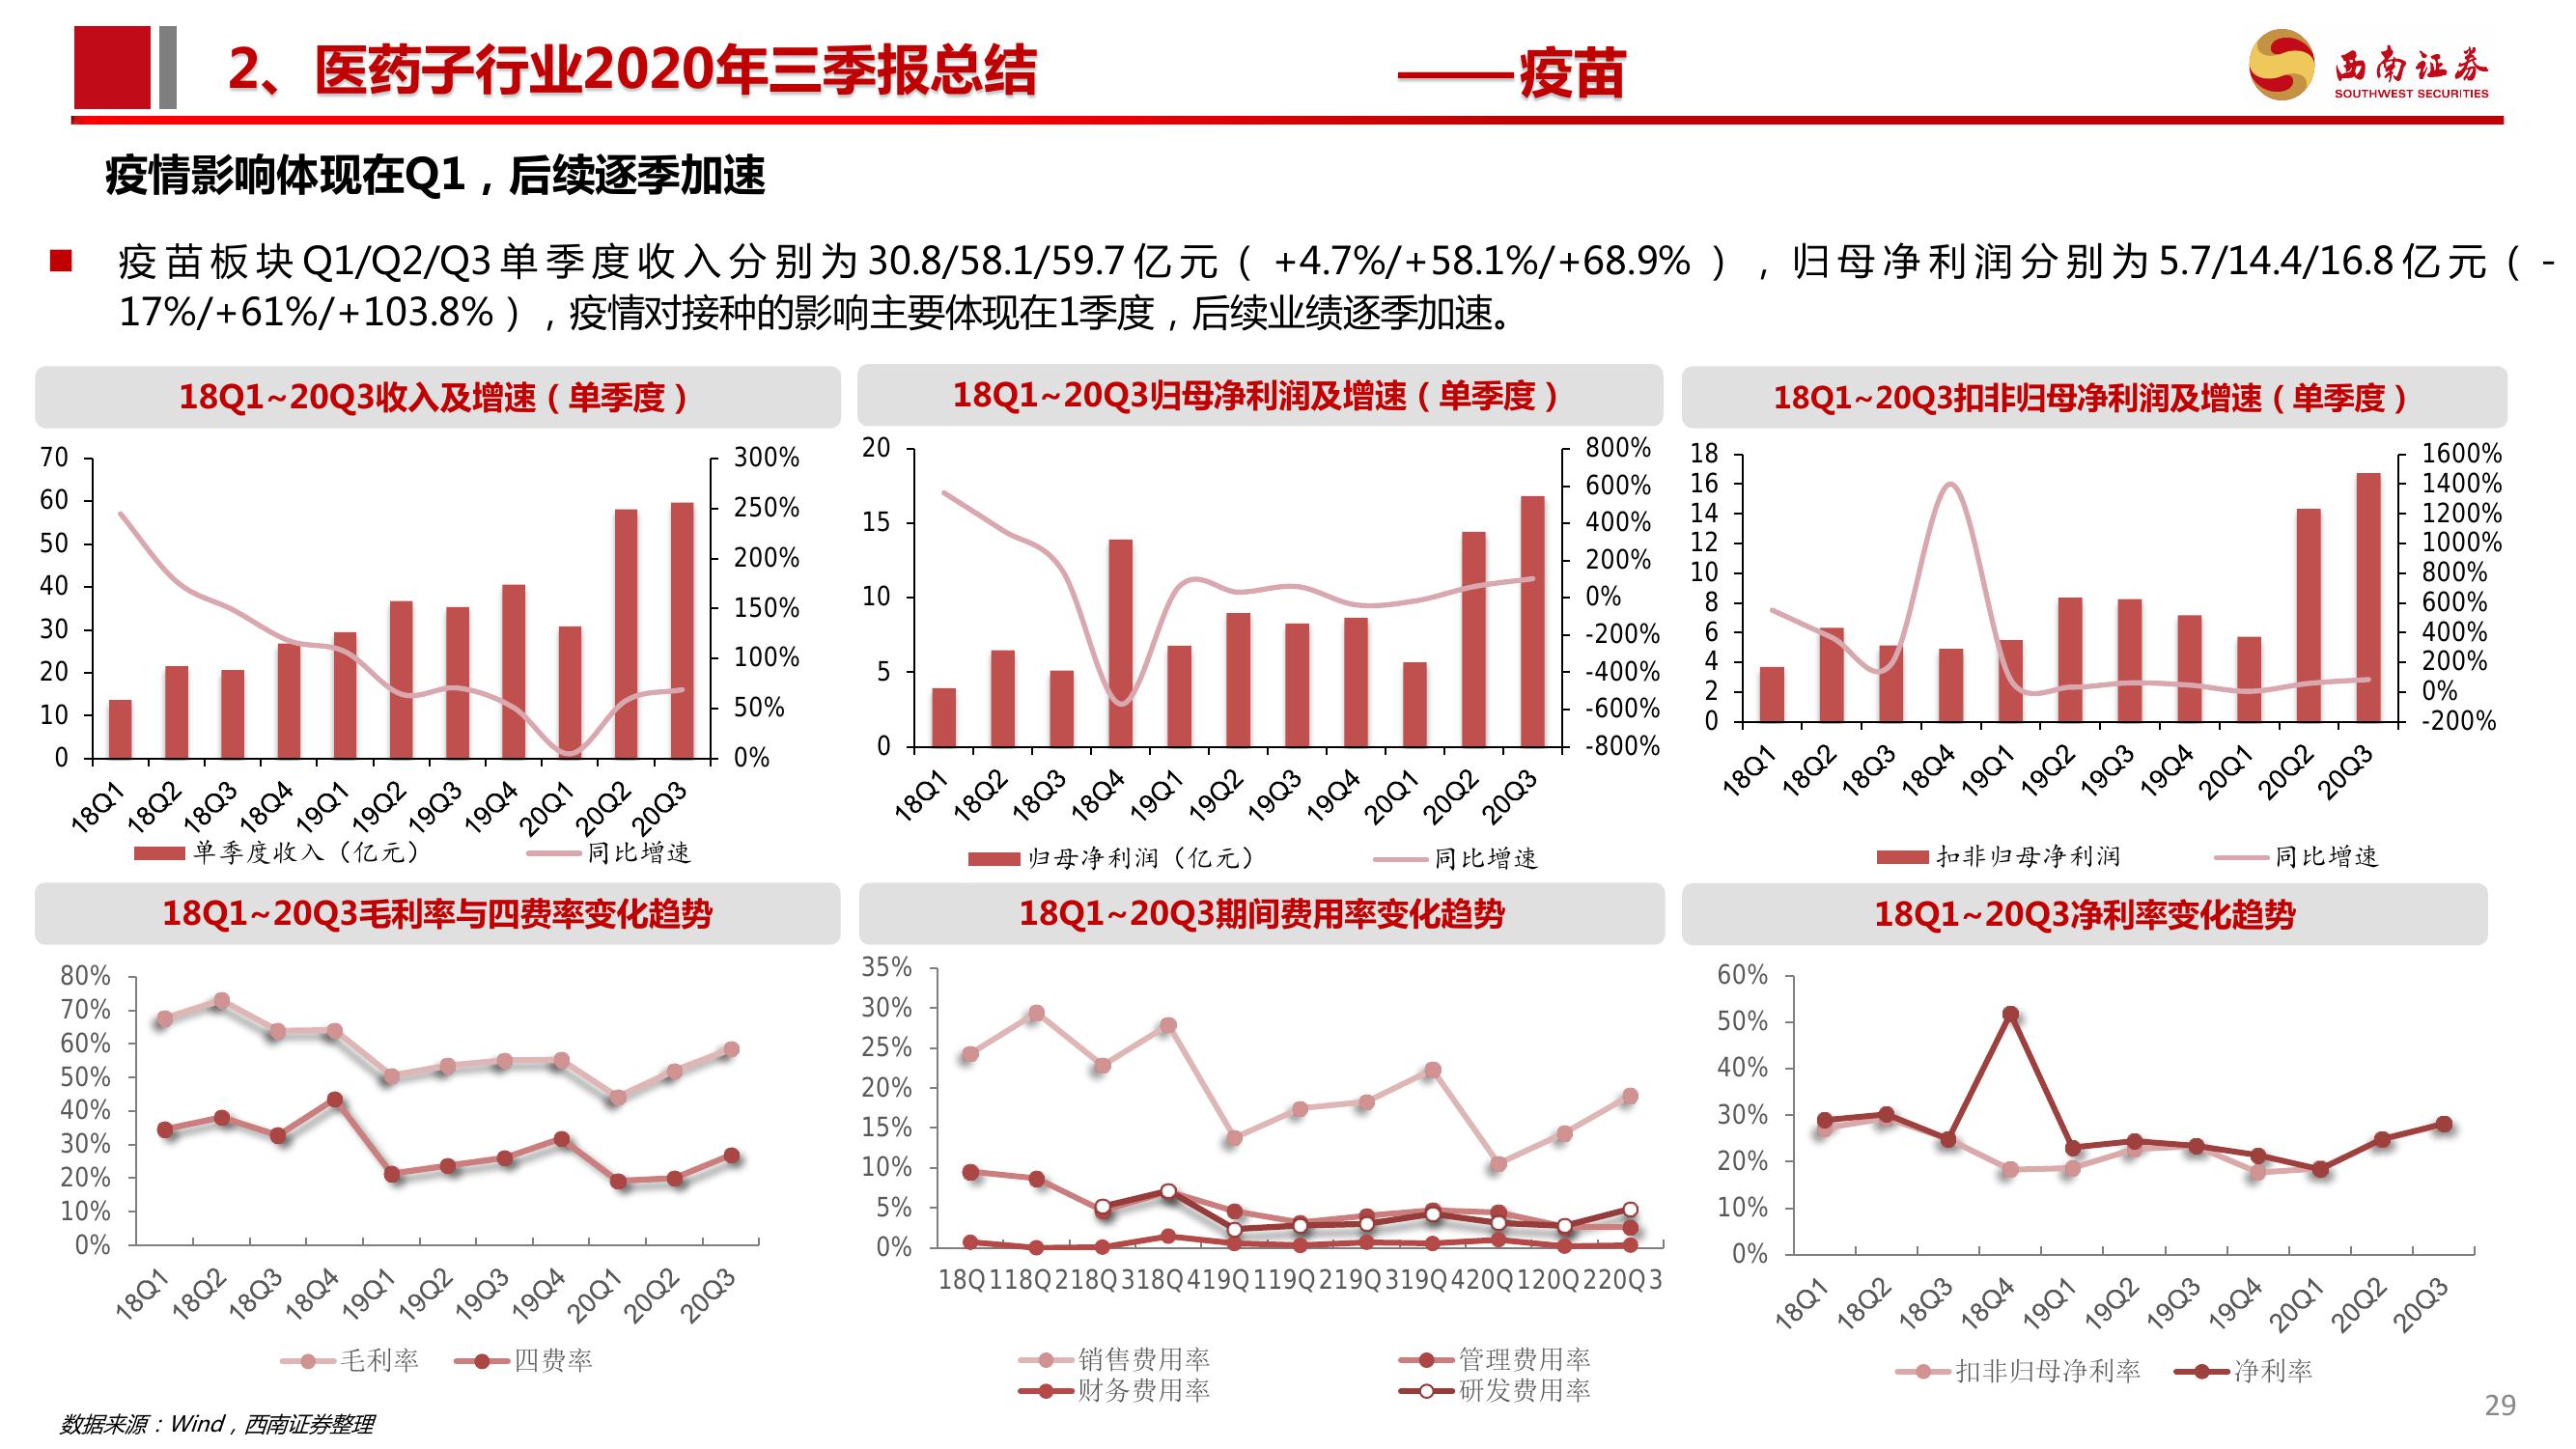 2、医药子行业2020年三季报总结 ——疫苗
西南证券
SOUTHWEST SECURITIES
疫情影响体现在Q1，后续逐季加速
■ 疫苗板块Q1/Q2/Q3单季度收入分别为30.8/58.1/59.7亿元（ +4.7%/+58.1%/+68.9% ），归母净利润分别为5.7/14.4/16.8亿元（ -
17%/+61%/+103.8% ），疫情对接种的影响主要体现在1季度，后续业绩逐季加速。
18Q1~20Q3收入及增速（单季度）
70
60
50
40
30
20
10
0
300%
250%
200%
150%
100%
50%
0%
18Q1 18Q2 18Q3 18Q4 19Q1 19Q2 19Q3 19Q4 20Q1 20Q2 20Q3
单季度收入（亿元） 同比增速
18Q1~20Q3归母净利润及增速（单季度）
20
15
10
5
0
800%
600%
400%
200%
0%
-200%
-400%
-600%
-800%
18Q1 18Q2 18Q3 18Q4 19Q1 19Q2 19Q3 19Q4 20Q1 20Q2 20Q3
归母净利润（亿元） 同比增速
18Q1~20Q3扣非归母净利润及增速（单季度）
18
16
14
12
10
8
6
4
2
0
1600%
1400%
1200%
1000%
800%
600%
400%
200%
0%
-200%
18Q1 18Q2 18Q3 18Q4 19Q1 19Q2 19Q3 19Q4 20Q1 20Q2 20Q3
扣非归母净利润 同比增速
18Q1~20Q3毛利率与四费率变化趋势
80%
70%
60%
50%
40%
30%
20%
10%
0%
18Q1 18Q2 18Q3 18Q4 19Q1 19Q2 19Q3 19Q4 20Q1 20Q2 20Q3
毛利率 四费率
18Q1~20Q3期间费用率变化趋势
35%
30%
25%
20%
15%
10%
5%
0%
18Q118Q218Q318Q419Q119Q219Q319Q420Q120Q220Q3
销售费用率 管理费用率
财务费用率 研发费用率
18Q1~20Q3净利率变化趋势
60%
50%
40%
30%
20%
10%
0%
18Q1 18Q2 18Q3 18Q4 19Q1 19Q2 19Q3 19Q4 20Q1 20Q2 20Q3
扣非归母净利率 净利率
数据来源：Wind，西南证券整理
29